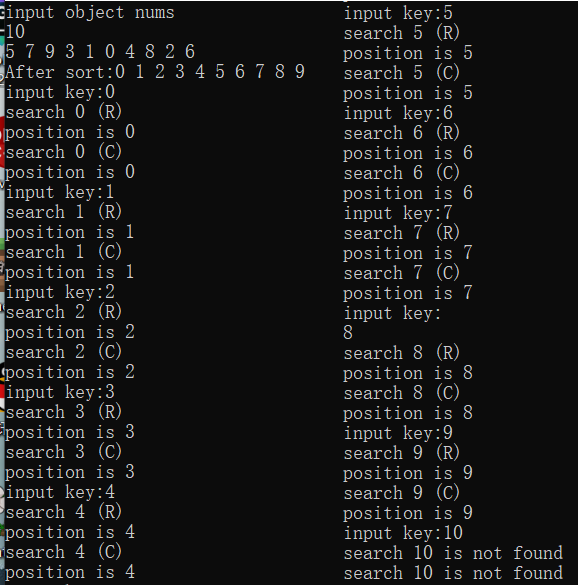 input object nums
10
5 7 9 3 1 0 4 8 2 6
After sort:0 1 2 3 4 5 6 7 8 9
input key:0
search 0 (R)
position is 0
search 0 (C)
position is 0
input key:1
search 1 (R)
position is 1
search 1 (C)
position is 1
input key:2
search 2 (R)
position is 2
search 2 (C)
position is 2
input key:3
search 3 (R)
position is 3
search 3 (C)
position is 3
input key:4
search 4 (R)
position is 4
search 4 (C)
position is 4
input key:5
search 5 (R)
position is 5
search 5 (C)
position is 5
input key:6
search 6 (R)
position is 6
search 6 (C)
position is 6
input key:7
search 7 (R)
position is 7
search 7 (C)
position is 7
input key:
8
search 8 (R)
position is 8
search 8 (C)
position is 8
input key:9
search 9 (R)
position is 9
search 9 (C)
position is 9
input key:10
search 10 is not found
search 10 is not found